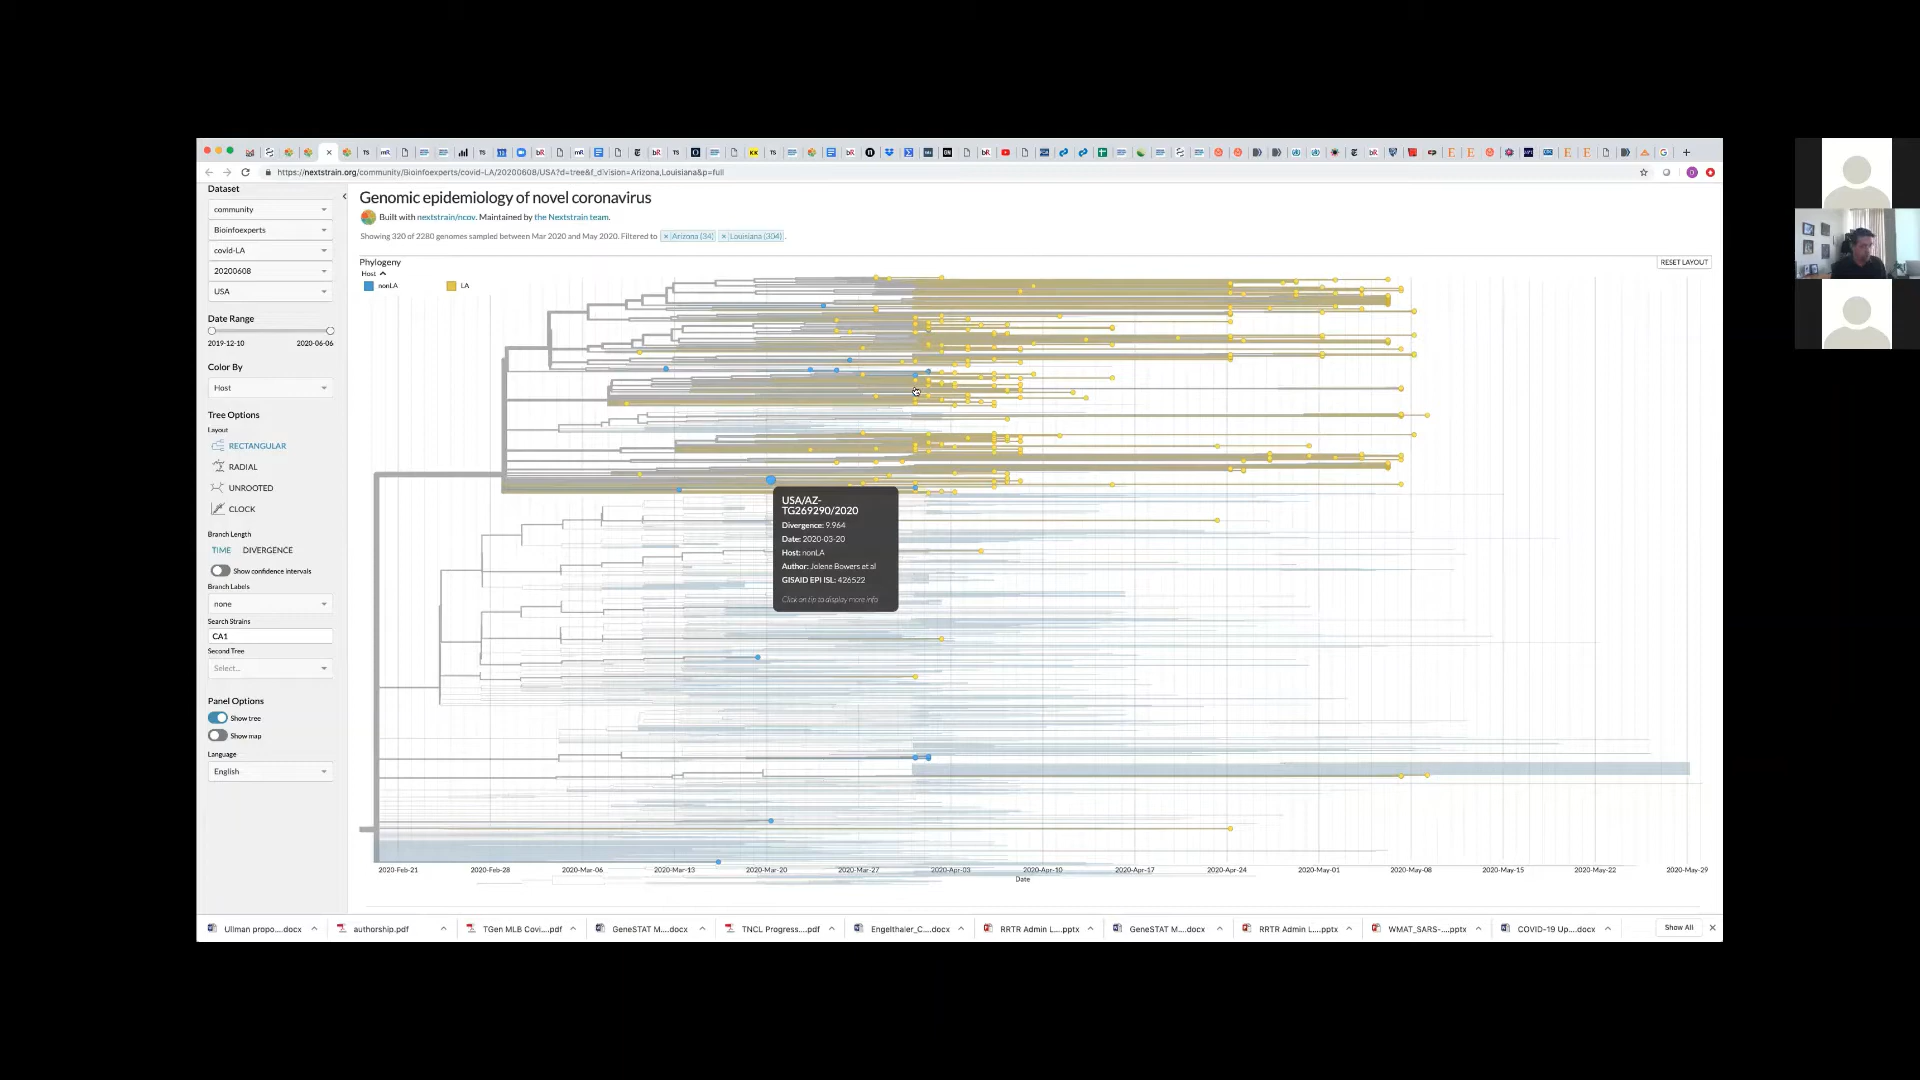 https://nextstrain.org/community/Bioinfoexperts/covid-LA/20200608/USA?d=tree&f_division=Arizona,Louisiana&p=full
Dataset
community
Bioinfoexperts
covid-LA
20200608
USA
Date Range
2019-12-10 2020-06-06
Color By
Host
Tree Options
Layout
RECTANGULAR
RADIAL
UNROOTED
CLOCK
Branch Length
TIME DIVERGENCE
Show confidence intervals
Branch Labels
none
Search Strains
CA1
Second Tree
Select...
Panel Options
Show tree
Show map
Language
English
Genomic epidemiology of novel coronavirus
Built with nextstrain/ncov. Maintained by the Nextstrain team.
Showing 320 of 2280 genomes sampled between Mar 2020 and May 2020. Filtered to × Arizona (34) × Louisiana (304) .
Phylogeny
RESET LAYOUT
Host
nonLA LA
USA/AZ-
TG269290/2020
Divergence: 9.964
Date: 2020-03-20
Host: nonLA
Author: Jolene Bowers et al
GISAID EPI ISL: 426522
Click on tip to display more info
2020-Feb-21 2020-Feb-28 2020-Mar-06 2020-Mar-13 2020-Mar-20 2020-Mar-27 2020-Apr-03 2020-Apr-10 2020-Apr-17 2020-Apr-24 2020-May-01 2020-May-08 2020-May-15 2020-May-22 2020-May-29
Date
Ullman propo....docx authorship.pdf TGen MLB Covi....pdf GeneSTAT M....docx TNCL Progress....pdf Engelthaler_C....docx RRTR Admin L....pptx GeneSTAT M....docx RRTR Admin L....pptx WMAT_SARS-....pptx COVID-19 Up....docx Show All